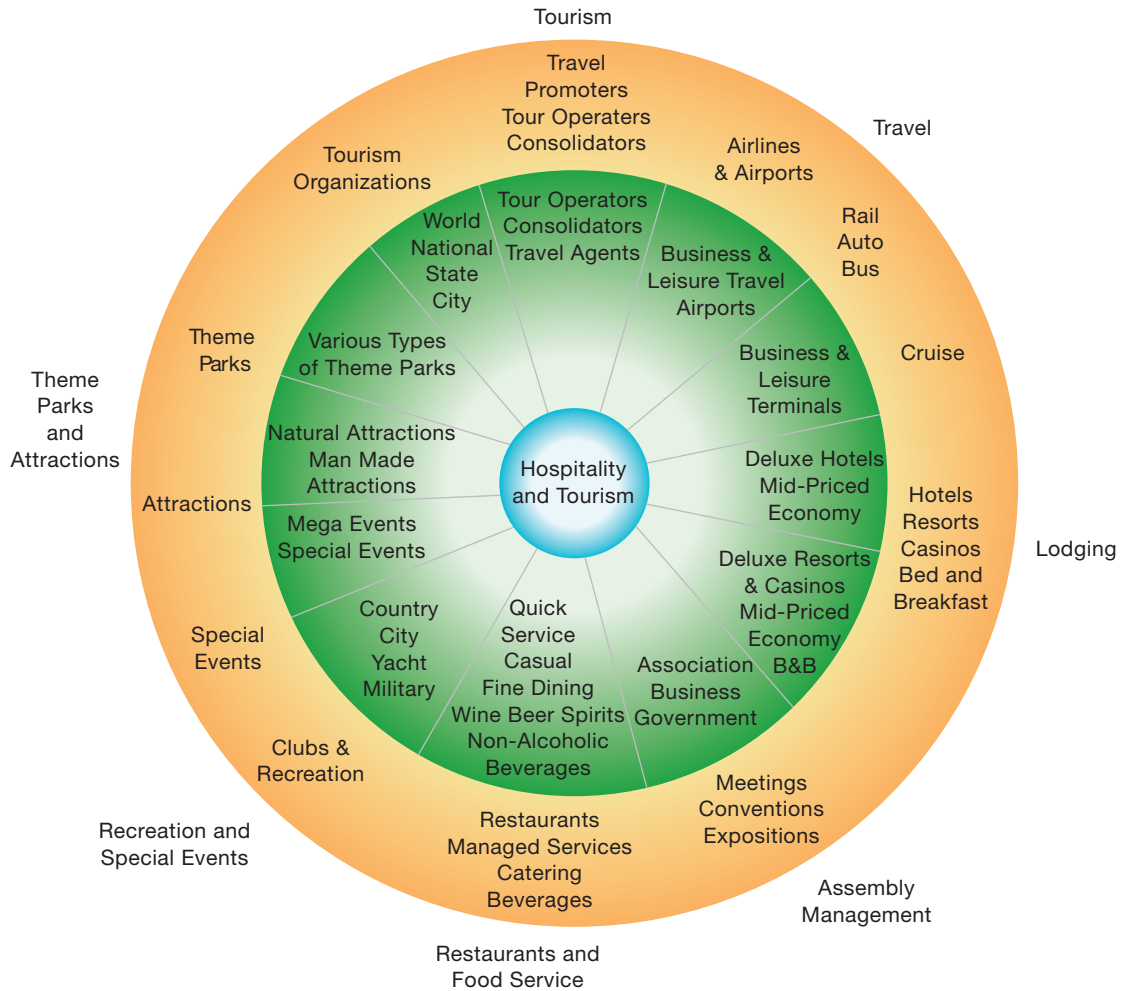 Tourism
Travel
Promoters
Tour Operaters
Consolidators
Travel
Airlines
& Airports
Rail
Auto
Bus
Cruise
Lodging
Hotels
Resorts
Casinos
Bed and
Breakfast
Assembly
Management
Meetings
Conventions
Expositions
Restaurants and
Food Service
Restaurants
Managed Services
Catering
Beverages
Recreation and
Special Events
Clubs &
Recreation
Special
Events
Theme
Parks
and
Attractions
Attractions
Theme
Parks
Tourism
Organizations
Tour Operators
Consolidators
Travel Agents
Business &
Leisure Travel
Airports
Business &
Leisure
Terminals
Deluxe Hotels
Mid-Priced
Economy
Deluxe Resorts
& Casinos
Mid-Priced
Economy
B&B
Association
Business
Government
Quick
Service
Casual
Fine Dining
Wine Beer Spirits
Non-Alcoholic
Beverages
Country
City
Yacht
Military
Mega Events
Special Events
Natural Attractions
Man Made
Attractions
Various Types
of Theme Parks
World
National
State
City
Hospitality
and Tourism